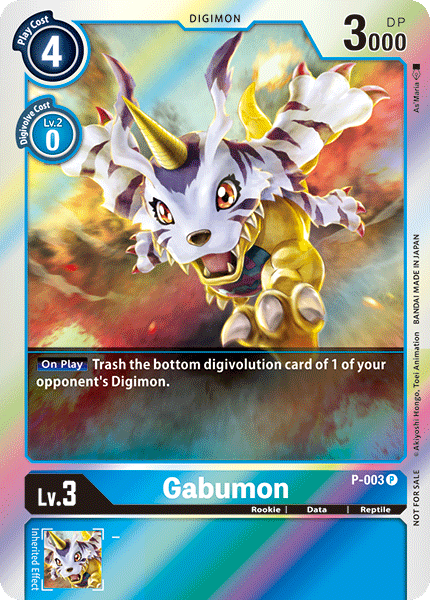 Play Cost
4
DIGIMON
3000
DP
Digivolve Cost
Lv.2
0
As'Maria
©Akiyoshi Hongo, Toei Animation BANDAI MADE IN JAPAN
NOT FOR SALE
On Play Trash the bottom digivolution card of 1 of your
opponent's Digimon.
P-003 P
Lv.3
Gabumon
Rookie | Data | Reptile
Inherited Effect
–